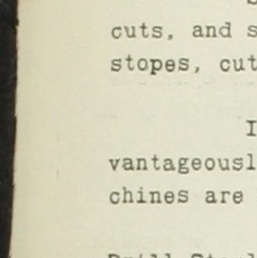 cuts, and s
stopes, cut
I
vantageousl
chines are